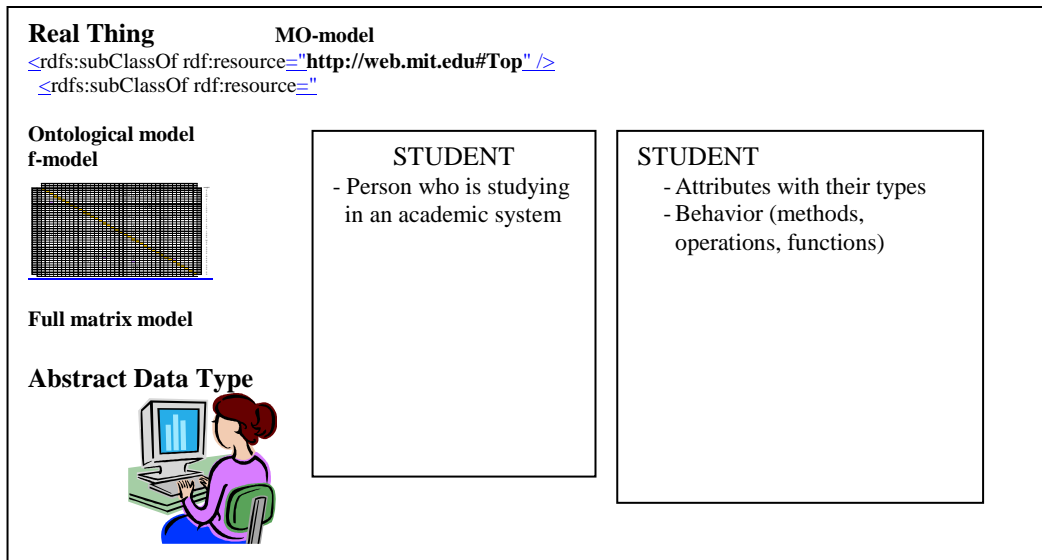 Real Thing MO-model
<rdfs:subClassOf rdf:resource="http://web.mit.edu#Top" />
<rdfs:subClassOf rdf:resource="
Ontological model
f-model
Full matrix model
Abstract Data Type
STUDENT
- Person who is studying
in an academic system
STUDENT
- Attributes with their types
- Behavior (methods,
operations, functions)